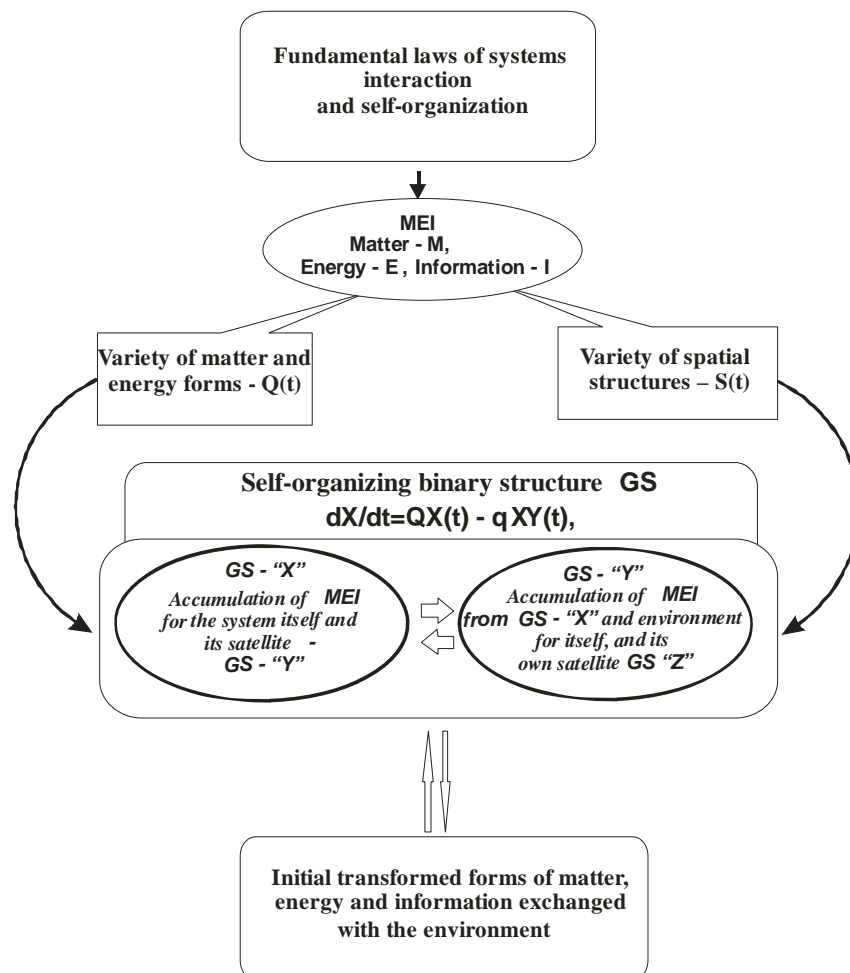 Fundamental laws of systems
interaction
and self-organization
MEI
Matter - M,
Energy - E , Information - I
Variety of matter and
energy forms - Q(t)
Variety of spatial
structures – S(t)
Self-organizing binary structure GS
dX/dt=QX(t) - qXY(t),
GS - “X”
Accumulation of MEI
for the system itself and
its satellite -
GS - “Y”
GS - “Y”
Accumulation of MEI
from GS - “X” and environment
for itself, and its
own satellite GS “Z”
Initial transformed forms of matter,
energy and information exchanged
with the environment